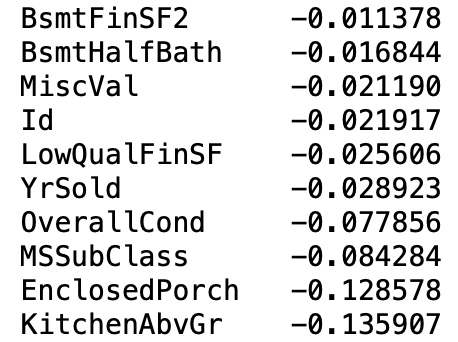 BsmtFinSF2 -0.011378
BsmtHalfBath -0.016844
MiscVal -0.021190
Id -0.021917
LowQualFinSF -0.025606
YrSold -0.028923
OverallCond -0.077856
MSSubClass -0.084284
EnclosedPorch -0.128578
KitchenAbvGr -0.135907